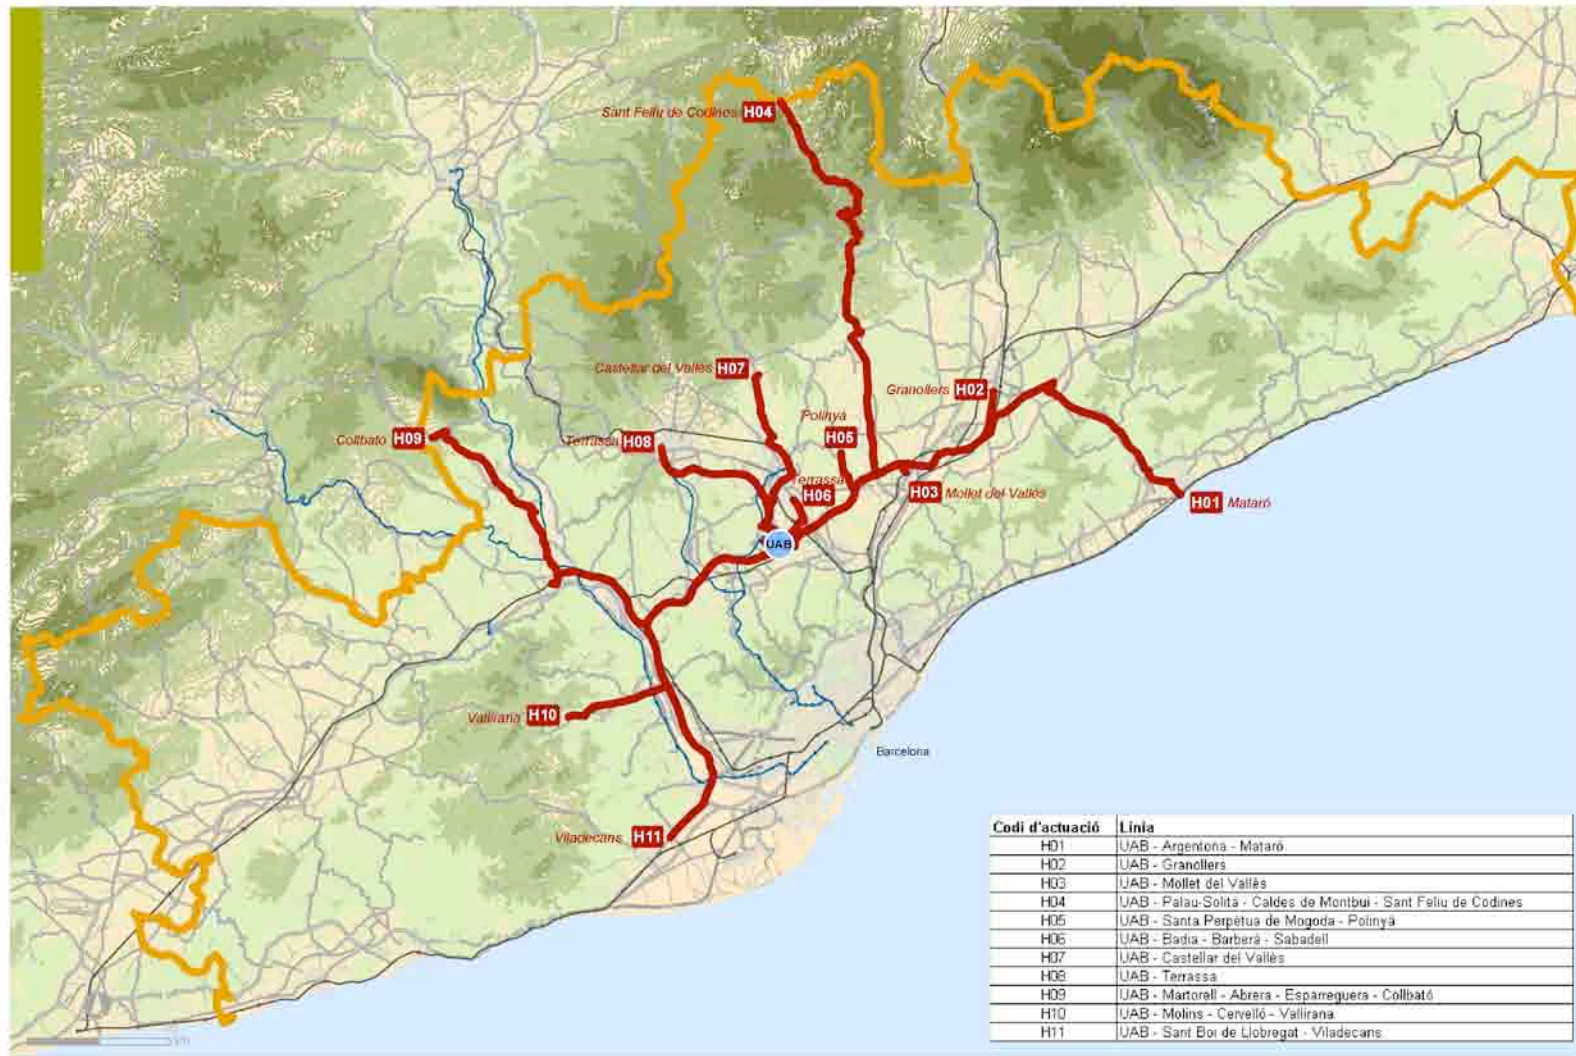 Sant Feliu de Codines H04
Castellar del Vallès H07
Granollers H02
Polinyà
H05
Collbató H09
Terrassa H08
Terrassa
H06
H03 Mollet del Vallès
H01 Mataró
UAB
Vallirana H10
Barcelona
Viladecans H11
Codi d'actuació Línia
H01 UAB - Argentona - Mataró
H02 UAB - Granollers
H03 UAB - Mollet del Vallès
H04 UAB - Palau-Solità - Caldes de Montbui - Sant Feliu de Codines
H05 UAB - Santa Perpètua de Mogoda - Polinyà
H06 UAB - Badia - Barberà - Sabadell
H07 UAB - Castellar del Vallès
H08 UAB - Terrassa
H09 UAB - Martorell - Abrera - Esparreguera - Collbató
H10 UAB - Molins - Cervelló - Vallirana
H11 UAB - Sant Boi de Llobregat - Viladecans
km